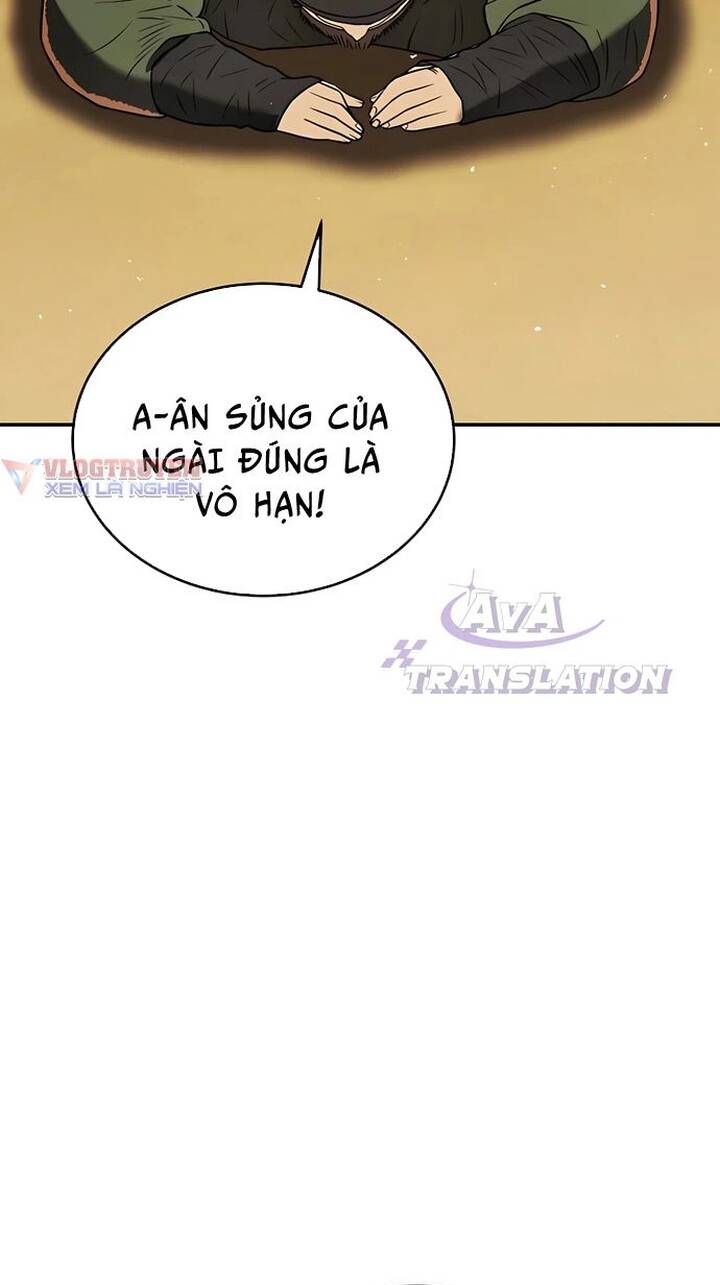 A-ÂN SỦNG CỦA
NGÀI ĐÚNG LÀ
VÔ HẠN!
VLOGTRUYEN
XEM LÀ NGHIỆN
AVA
TRANSLATION